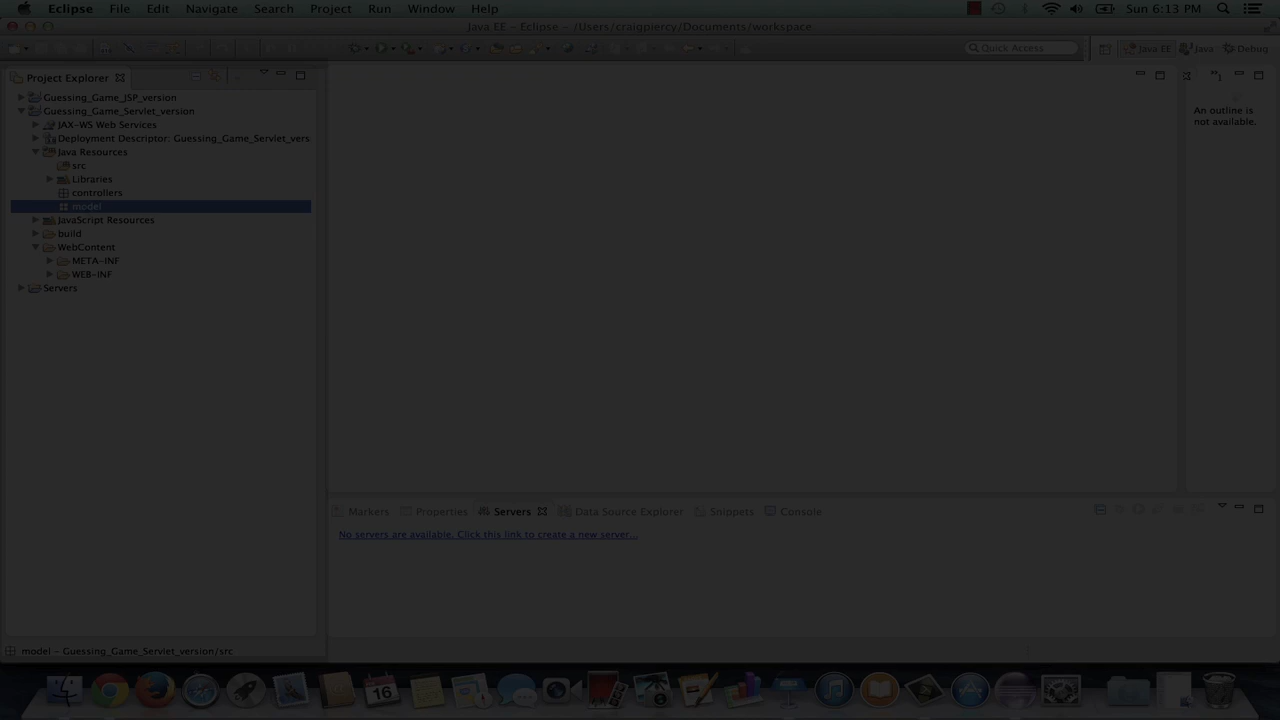 Eclipse File Edit Navigate Search Project Run Window Help Sun 6:13 PM
Java EE - Eclipse - /Users/craigpiercy/Documents/workspace
Quick Access Java EE Java Debug
Project Explorer
Guessing_Game_JSP_version
Guessing_Game_Servlet_version
JAX-WS Web Services
Deployment Descriptor: Guessing_Game_Servlet_vers
Java Resources
src
Libraries
controllers
model
JavaScript Resources
build
WebContent
META-INF
WEB-INF
Servers
An outline is
not available.
Markers Properties Servers Data Source Explorer Snippets Console
No servers are available. Click this link to create a new server...
model - Guessing_Game_Servlet_version/src
16